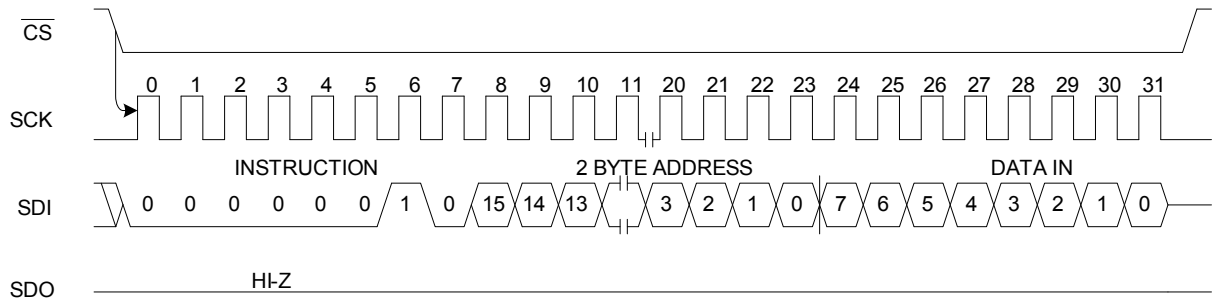 CS
0 1 2 3 4 5 6 7 8 9 10 11 20 21 22 23 24 25 26 27 28 29 30 31
SCK
INSTRUCTION 2 BYTE ADDRESS DATA IN
SDI 0 0 0 0 0 0 1 0 15 14 13 3 2 1 0 7 6 5 4 3 2 1 0
HI-Z
SDO